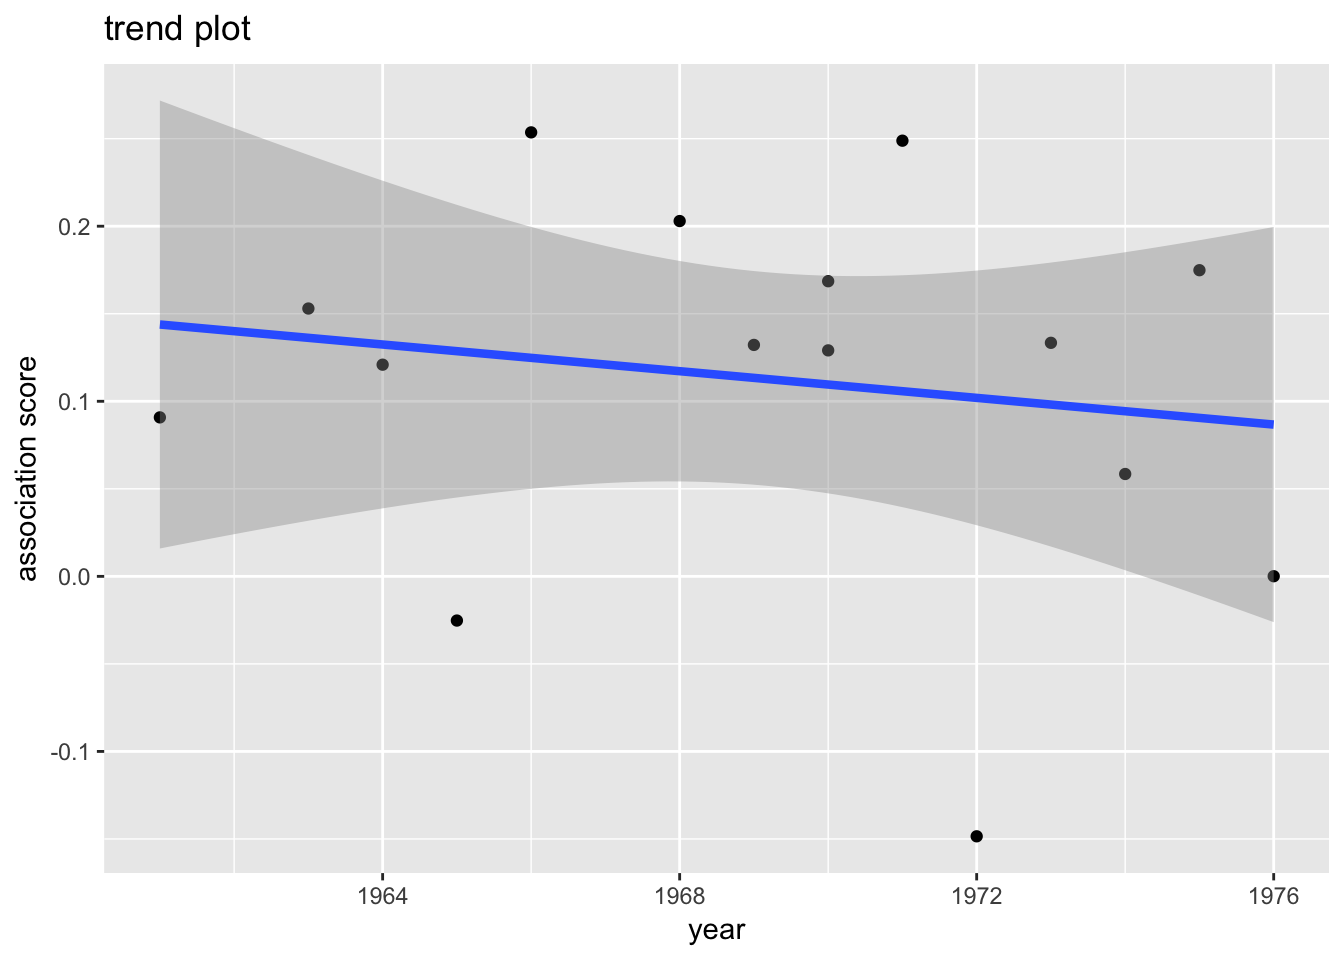 trend plot
association score
0.2
0.1
0.0
-0.1
1964 1968 1972 1976
year